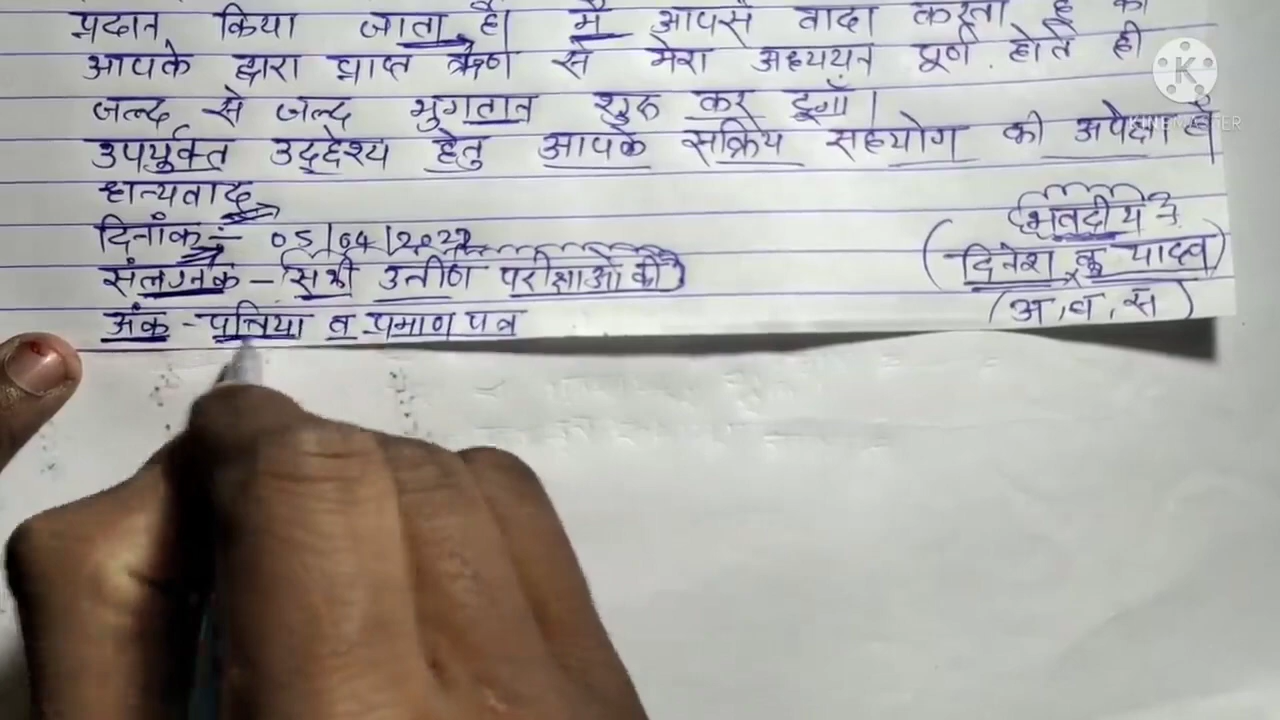 प्रदान किया जाता है। मैं आपसे वादा करता हूँ की
आपके द्वारा प्राप्त ऋण से मेरा अध्ययन पूर्ण होते ही
जल्द से जल्द भुगतान शुरु कर दूगाँ।
उपर्युक्त उद्देश्य हेतु आपके सक्रिय सहयोग की अपेक्षा है
धन्यवाद
दिनांक :- 05/04/2022
संलग्नक - सभी उत्तीण परीक्षाओ की
अंक - पत्रिया व प्रमाण पत्र
भवदीय
(दिनेश कु यादव)
(अ, ब, स)
K
KINEMASTER